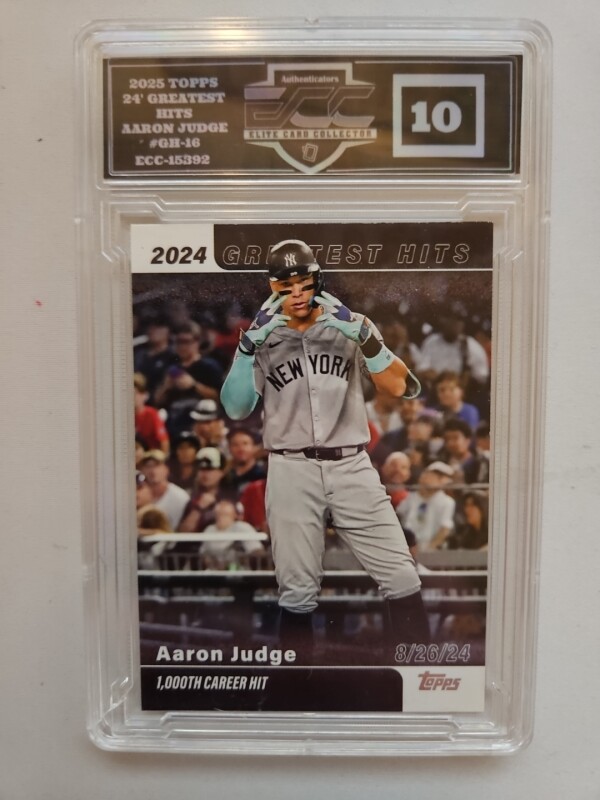 2025 TOPPS
24' GREATEST
HITS
AARON JUDGE
#GH-16
ECC-15392
Authenticators
ECC
ELITE CARD COLLECTOR
10
2024 GREATEST HITS
NY
NEW YORK
Aaron Judge 8/26/24
1,000TH CAREER HIT
Topps